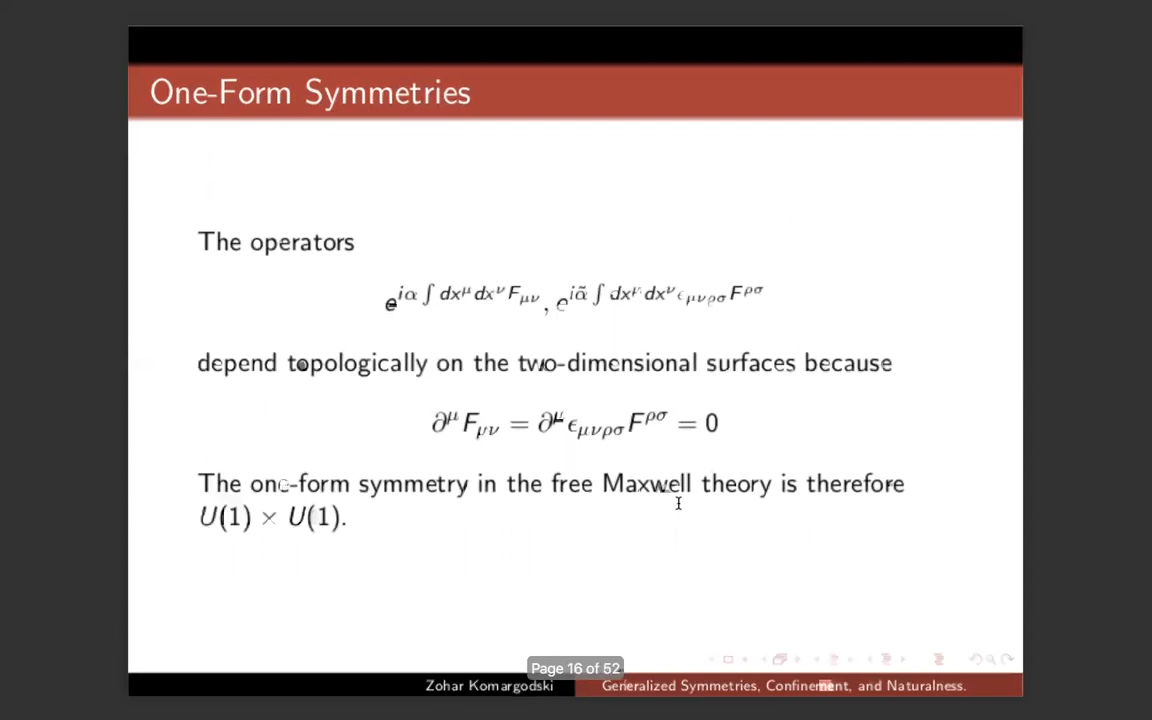 One-Form Symmetries
The operators
e^{iα ∫ dx^μ dx^ν F_{μν}}, e^{iα̃ ∫ dx^μ dx^ν ε_{μνρσ} F^{ρσ}}
depend topologically on the two-dimensional surfaces because
∂^μ F_{μν} = ∂^μ ε_{μνρσ} F^{ρσ} = 0
The one-form symmetry in the free Maxwell theory is therefore
U(1) × U(1).
Page 16 of 52
Zohar Komargodski Generalized Symmetries, Confinement, and Naturalness.